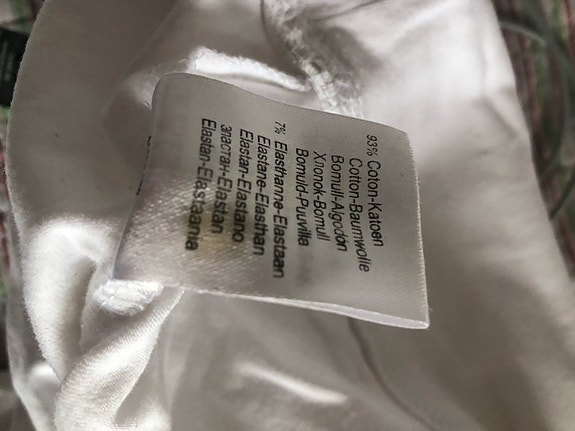 93% Coton-Katoen
Cotton-Baumwolle
Bomull-Algodón
Хлопок-Bomull
Bomuld-Puuvilla
7% Elasthanne-Elastaan
Elastane-Elasthan
Elastan-Elastano
эластан-Elastan
Elastan-Elastaania